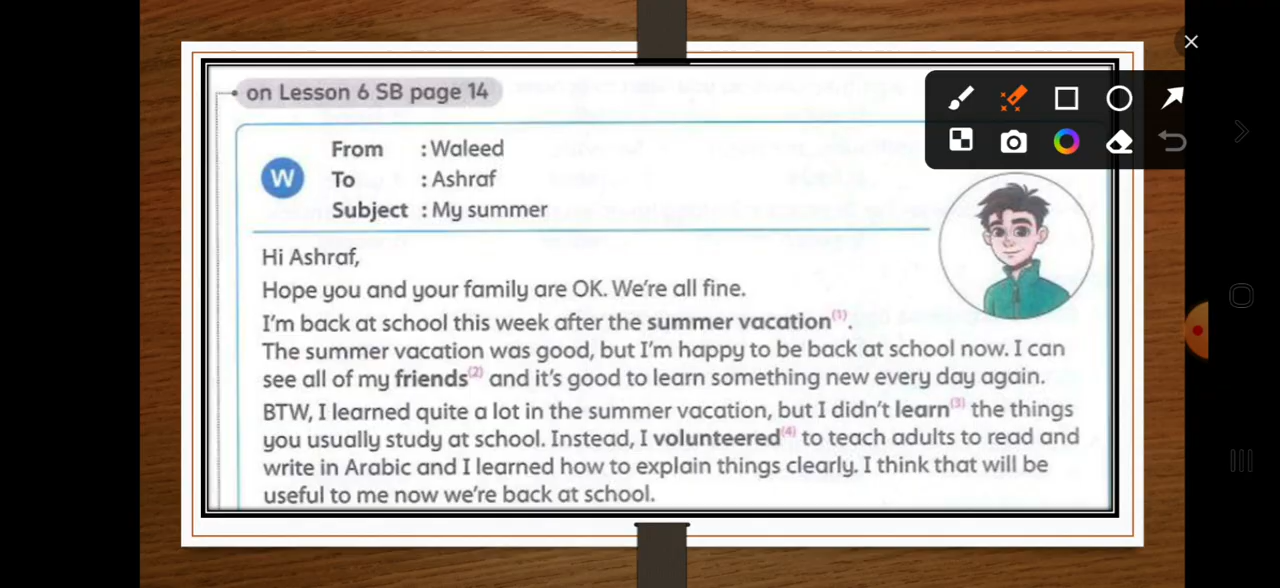 on Lesson 6 SB page 14
W
From : Waleed
To : Ashraf
Subject : My summer
Hi Ashraf,
Hope you and your family are OK. We're all fine.
I'm back at school this week after the summer vacation(1).
The summer vacation was good, but I'm happy to be back at school now. I can
see all of my friends(2) and it's good to learn something new every day again.
BTW, I learned quite a lot in the summer vacation, but I didn't learn(3) the things
you usually study at school. Instead, I volunteered(4) to teach adults to read and
write in Arabic and I learned how to explain things clearly. I think that will be
useful to me now we're back at school.